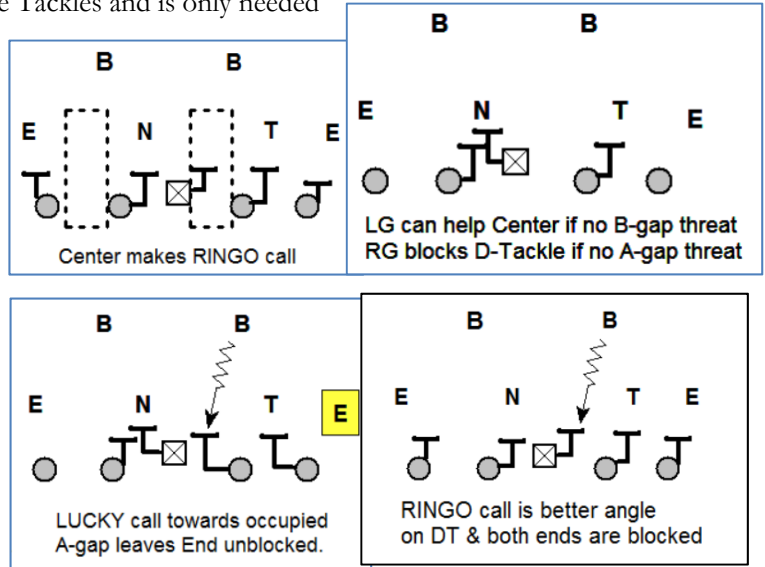 e Tackles and is only needed
B B
E N T E
Center makes RINGO call
B B
E N T E
LG can help Center if no B-gap threat
RG blocks D-Tackle if no A-gap threat
B B
E N T E
LUCKY call towards occupied
A-gap leaves End unblocked.
B B
E N T E
RINGO call is better angle
on DT & both ends are blocked